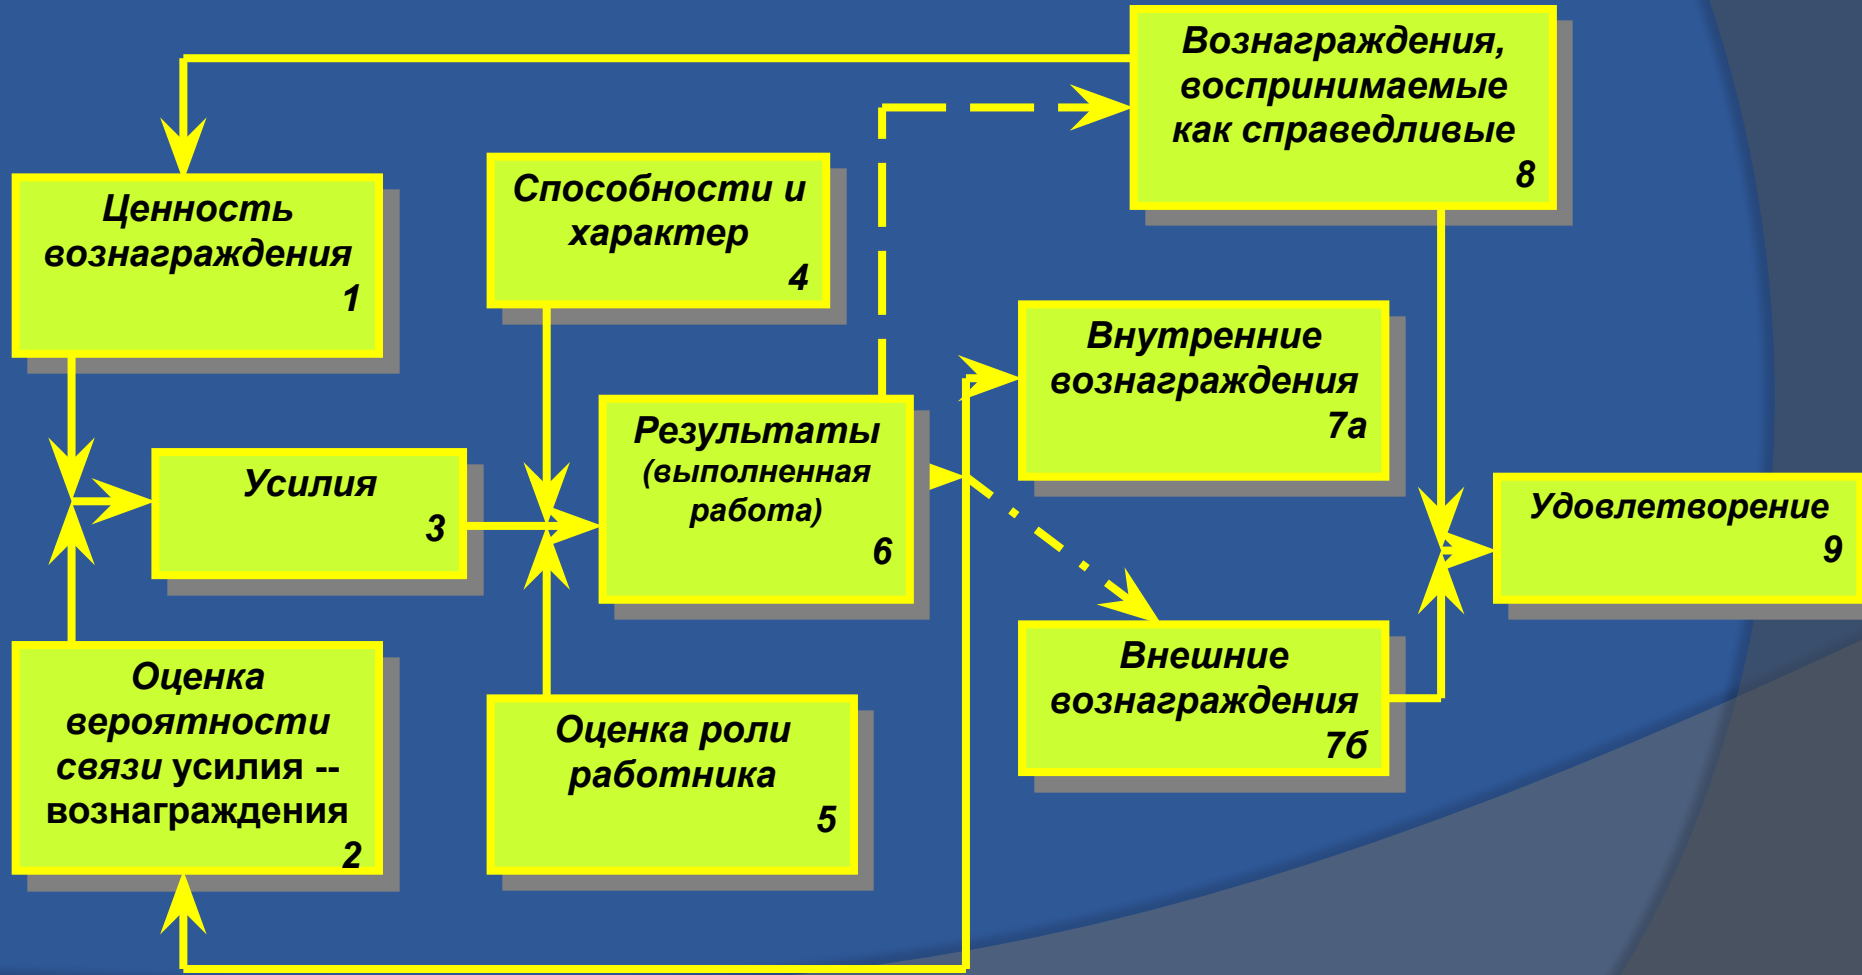 Ценность
вознаграждения
1
Оценка
вероятности
связи усилия --
вознаграждения
2
Усилия
3
Способности и
характер
4
Оценка роли
работника
5
Результаты
(выполненная
работа)
6
Внутренние
вознаграждения
7а
Внешние
вознаграждения
7б
Вознаграждения,
воспринимаемые
как справедливые
8
Удовлетворение
9